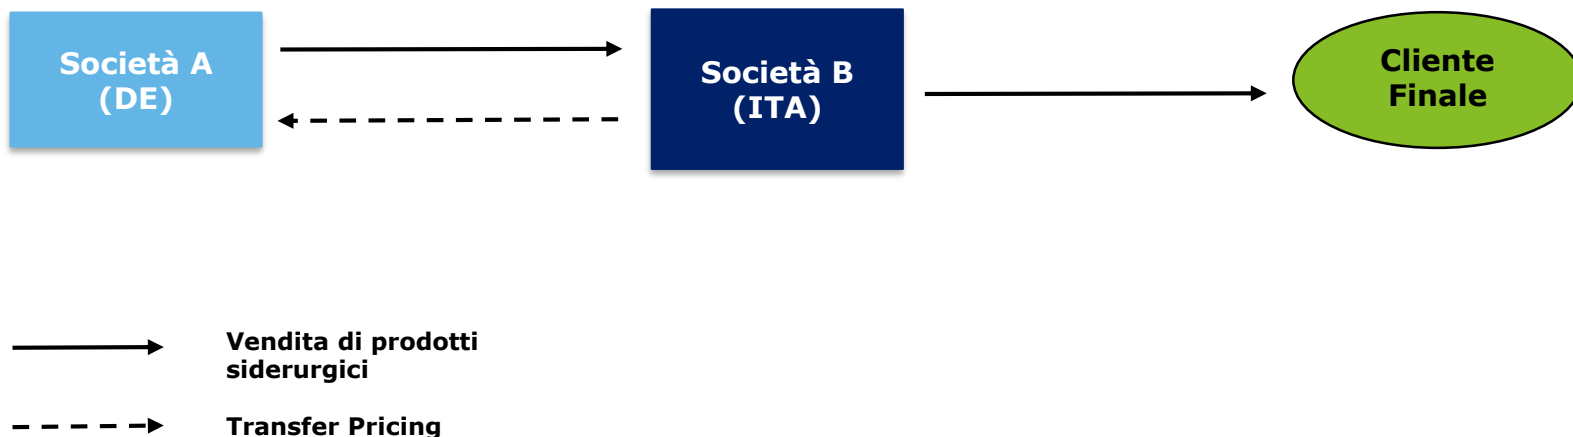 Società A
(DE)
Società B
(ITA)
Cliente
Finale
Vendita di prodotti
siderurgici
Transfer Pricing